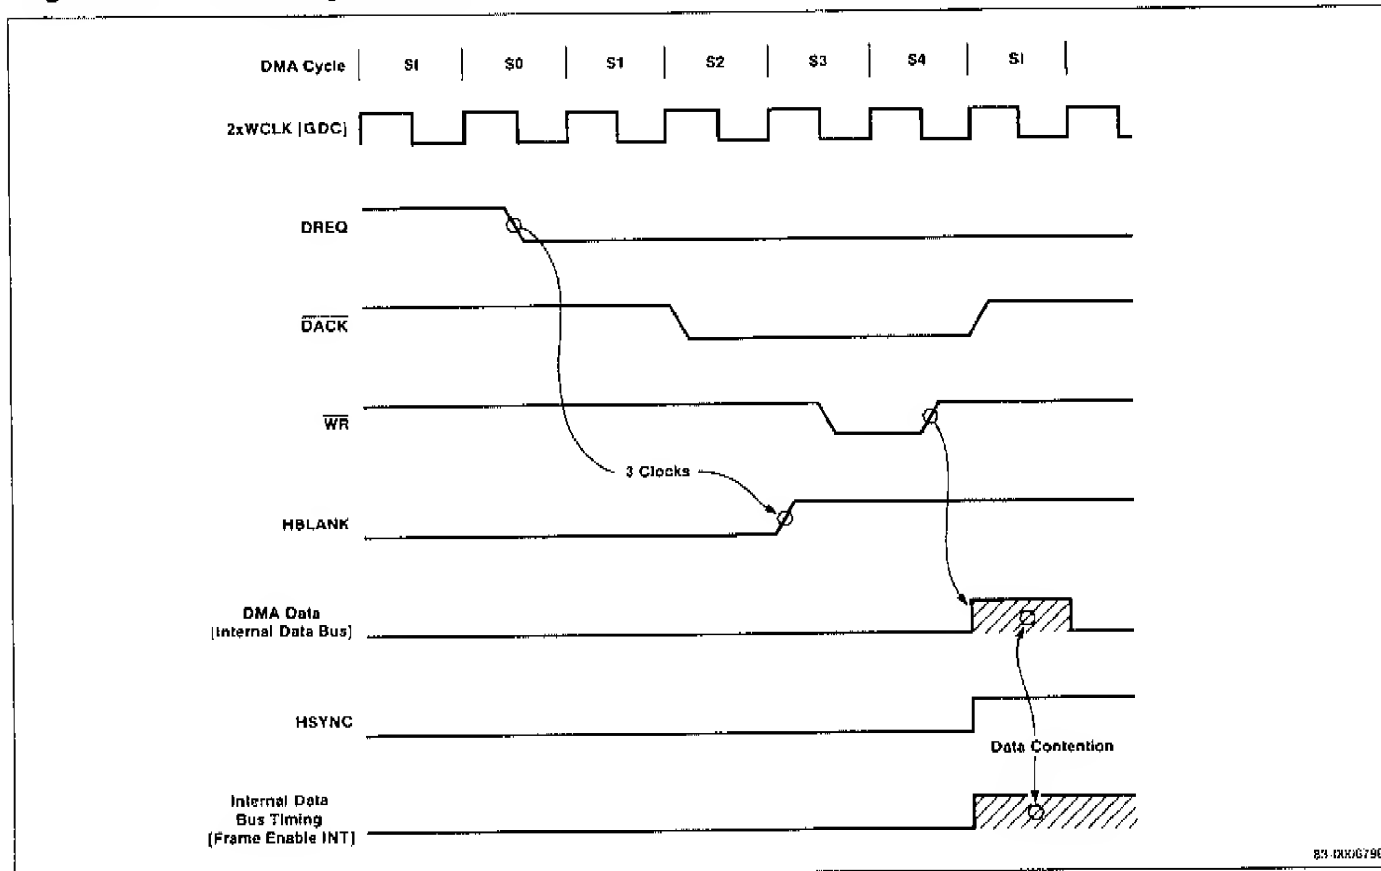 DMA Cycle SI S0 S1 S2 S3 S4 SI
2xWCLK [GDC]
DREQ
DACK
WR
3 Clocks
HBLANK
DMA Data
[Internal Data Bus]
HSYNC
Data Contention
Internal Data
Bus Timing
[Frame Enable INT]